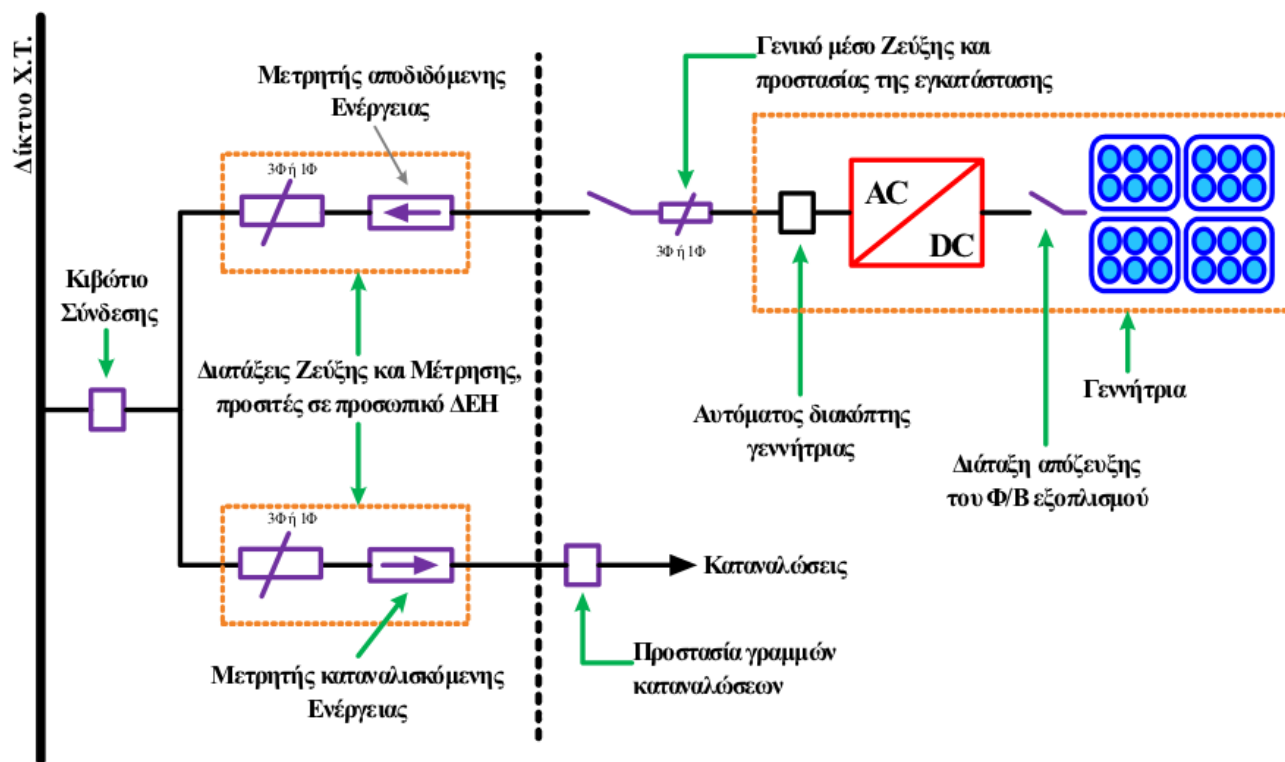 Δίκτυο Χ.Τ.
Μετρητής αποδιδόμενης
Ενέργειας
Γενικό μέσο Ζεύξης και
προστασίας της εγκατάστασης
3Φ ή 1Φ
3Φ ή 1Φ
AC
DC
Κιβώτιο
Σύνδεσης
Διατάξεις Ζεύξης και Μέτρησης,
προσιτές σε προσωπικό ΔΕΗ
Αυτόματος διακόπτης
γεννήτριας
Γεννήτρια
Διάταξη απόζευξης
του Φ/Β εξοπλισμού
3Φ ή 1Φ
Καταναλώσεις
Μετρητής καταναλισκόμενης
Ενέργειας
Προστασία γραμμών
καταναλώσεων